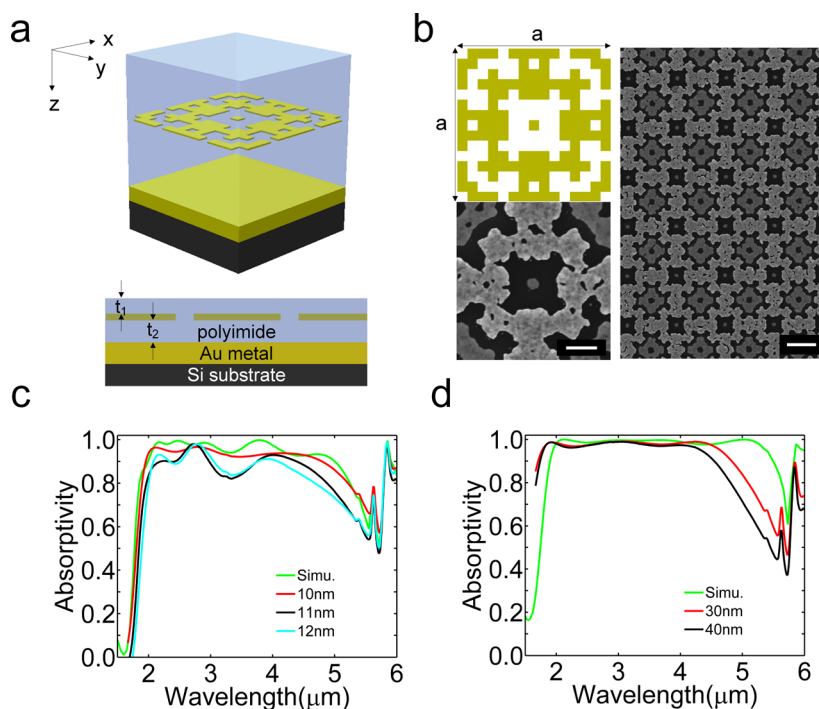 a
x
y
z
t1
t2
polyimide
Au metal
Si substrate
b
a
a
c
1.0
0.8
0.6
0.4
0.2
0.0
Absorptivity
Simu.
10nm
11nm
12nm
2 3 4 5 6
Wavelength(μm)
d
1.0
0.8
0.6
0.4
0.2
0.0
Absorptivity
Simu.
30nm
40nm
2 3 4 5 6
Wavelength(μm)